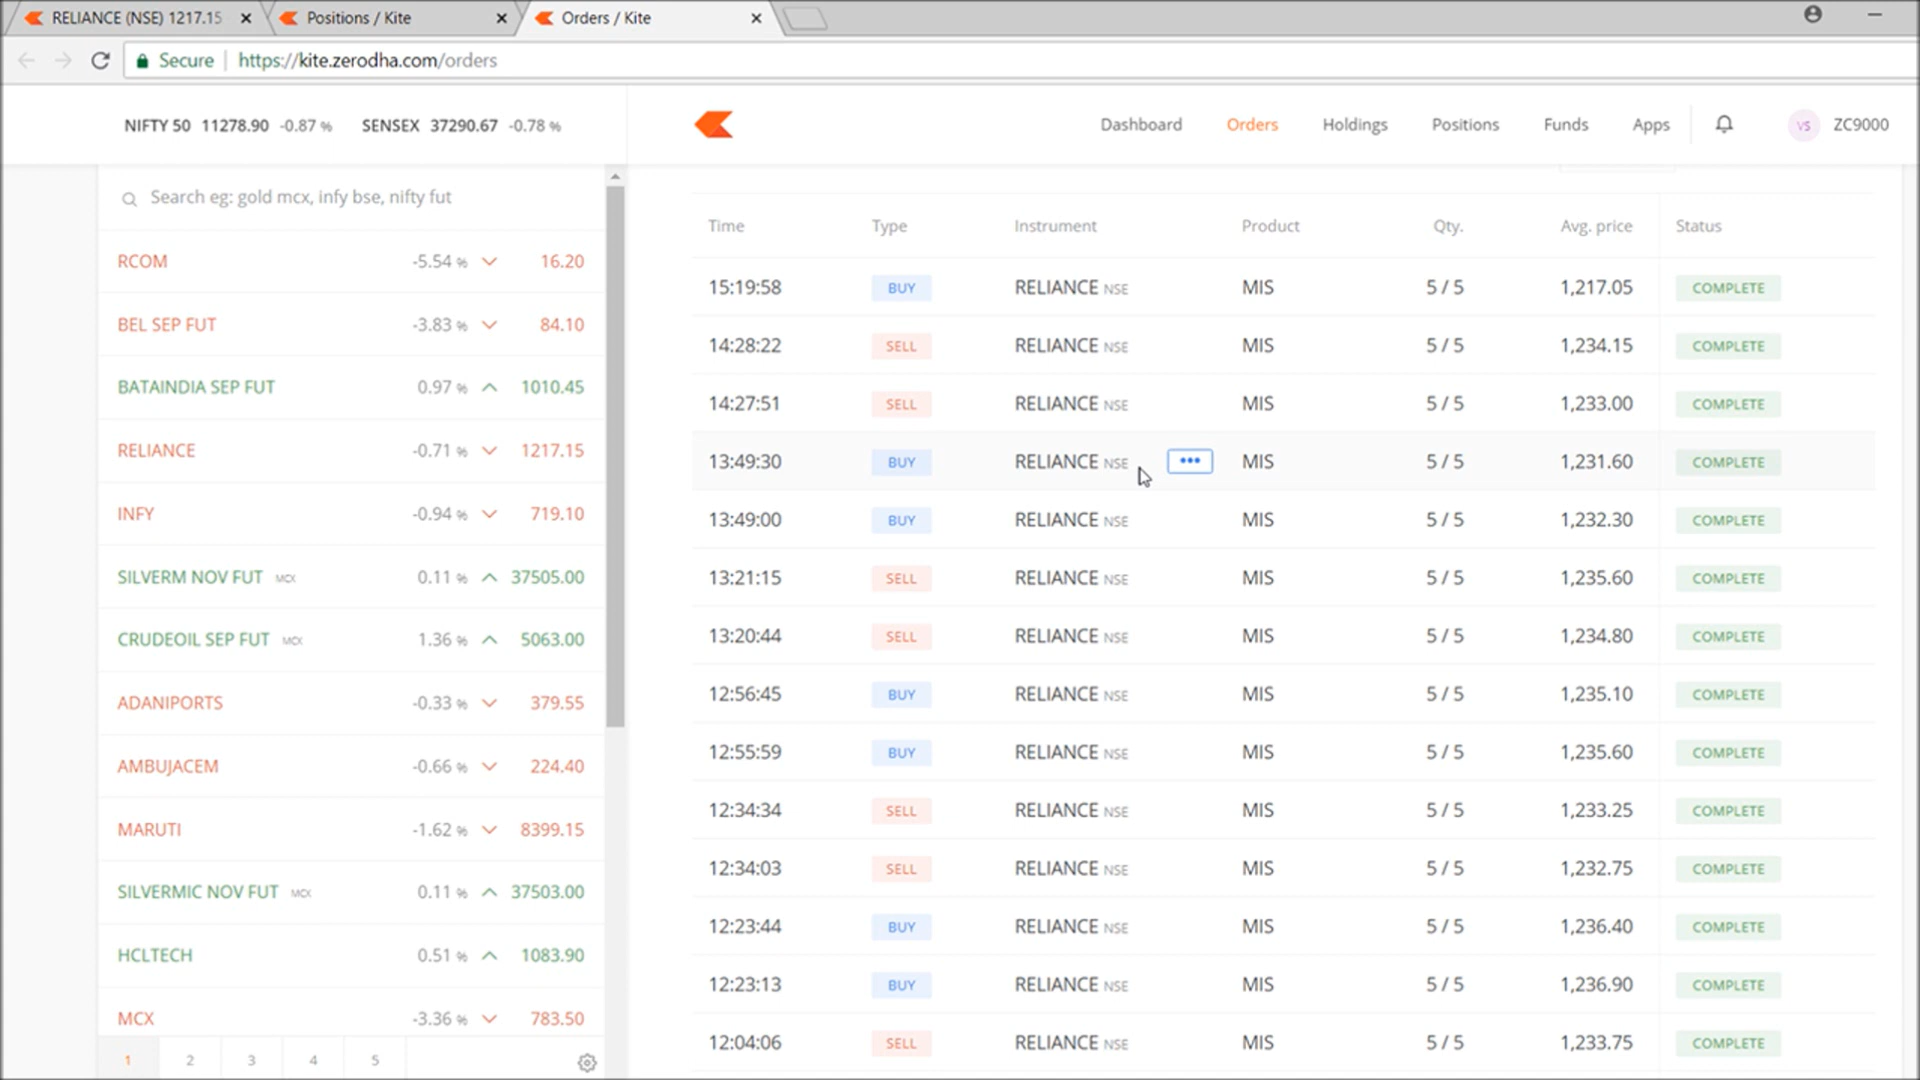 RELIANCE (NSE) 1217.15
Positions / Kite
Orders / Kite
Secure
https://kite.zerodha.com/orders
NIFTY 50 11278.90 -0.87 % SENSEX 37290.67 -0.78 %
Dashboard Orders Holdings Positions Funds Apps VS ZC9000
Search eg: gold mcx, infy bse, nifty fut
RCOM -5.54 % 16.20
BEL SEP FUT -3.83 % 84.10
BATAINDIA SEP FUT 0.97 % 1010.45
RELIANCE -0.71 % 1217.15
INFY -0.94 % 719.10
SILVERM NOV FUT MCX 0.11 % 37505.00
CRUDEOIL SEP FUT MCX 1.36 % 5063.00
ADANIPORTS -0.33 % 379.55
AMBUJACEM -0.66 % 224.40
MARUTI -1.62 % 8399.15
SILVERMIC NOV FUT MCX 0.11 % 37503.00
HCLTECH 0.51 % 1083.90
MCX -3.36 % 783.50
1 2 3 4 5
Time Type Instrument Product Qty. Avg. price Status
15:19:58 BUY RELIANCE NSE MIS 5 / 5 1,217.05 COMPLETE
14:28:22 SELL RELIANCE NSE MIS 5 / 5 1,234.15 COMPLETE
14:27:51 SELL RELIANCE NSE MIS 5 / 5 1,233.00 COMPLETE
13:49:30 BUY RELIANCE NSE MIS 5 / 5 1,231.60 COMPLETE
13:49:00 BUY RELIANCE NSE MIS 5 / 5 1,232.30 COMPLETE
13:21:15 SELL RELIANCE NSE MIS 5 / 5 1,235.60 COMPLETE
13:20:44 SELL RELIANCE NSE MIS 5 / 5 1,234.80 COMPLETE
12:56:45 BUY RELIANCE NSE MIS 5 / 5 1,235.10 COMPLETE
12:55:59 BUY RELIANCE NSE MIS 5 / 5 1,235.60 COMPLETE
12:34:34 SELL RELIANCE NSE MIS 5 / 5 1,233.25 COMPLETE
12:34:03 SELL RELIANCE NSE MIS 5 / 5 1,232.75 COMPLETE
12:23:44 BUY RELIANCE NSE MIS 5 / 5 1,236.40 COMPLETE
12:23:13 BUY RELIANCE NSE MIS 5 / 5 1,236.90 COMPLETE
12:04:06 SELL RELIANCE NSE MIS 5 / 5 1,233.75 COMPLETE